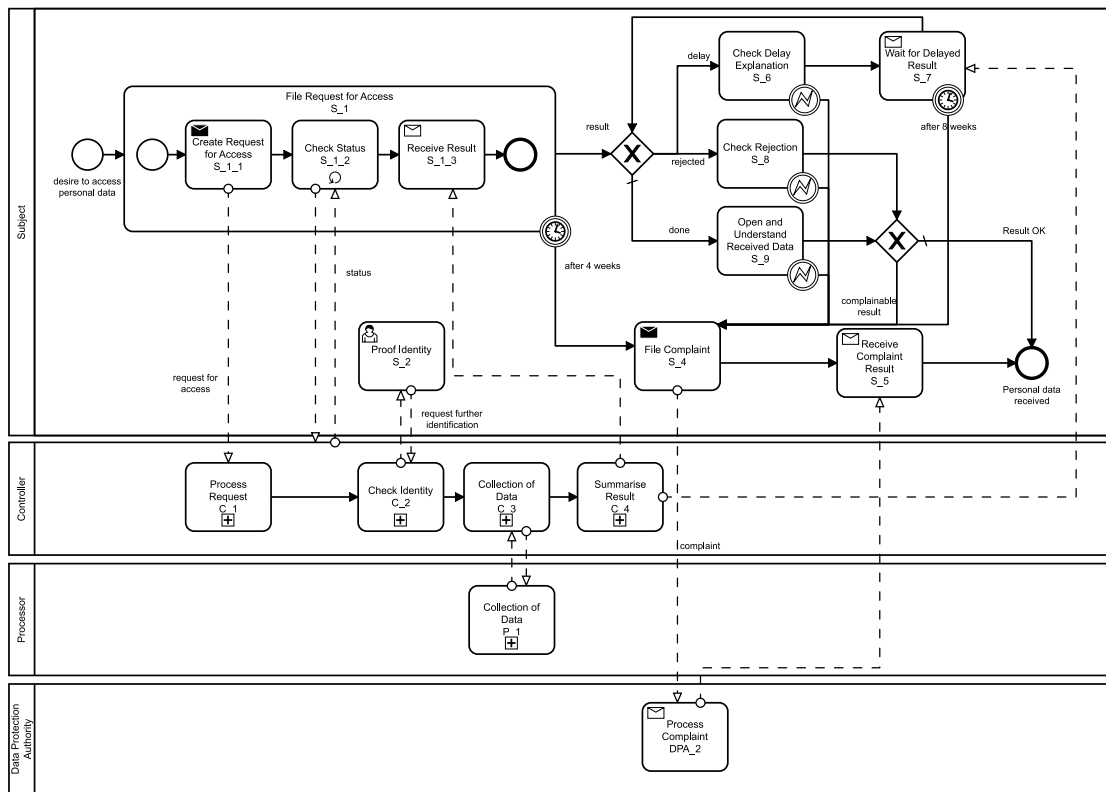 Subject
File Request for Access
S_1
desire to access
personal data
Create Request
for Access
S_1_1
Check Status
S_1_2
Receive Result
S_1_3
after 4 weeks
result
delay
rejected
done
Check Delay
Explanation
S_6
Wait for Delayed
Result
S_7
after 8 weeks
Check Rejection
S_8
Open and
Understand
Received Data
S_9
complainable
result
Result OK
status
request for
access
Proof Identity
S_2
request further
identification
File Complaint
S_4
Receive
Complaint
Result
S_5
Personal data
received
Controller
Process
Request
C_1
Check Identity
C_2
Collection of
Data
C_3
Summarise
Result
C_4
complaint
Processor
Collection of
Data
P_1
Data Protection
Authority
Process
Complaint
DPA_2